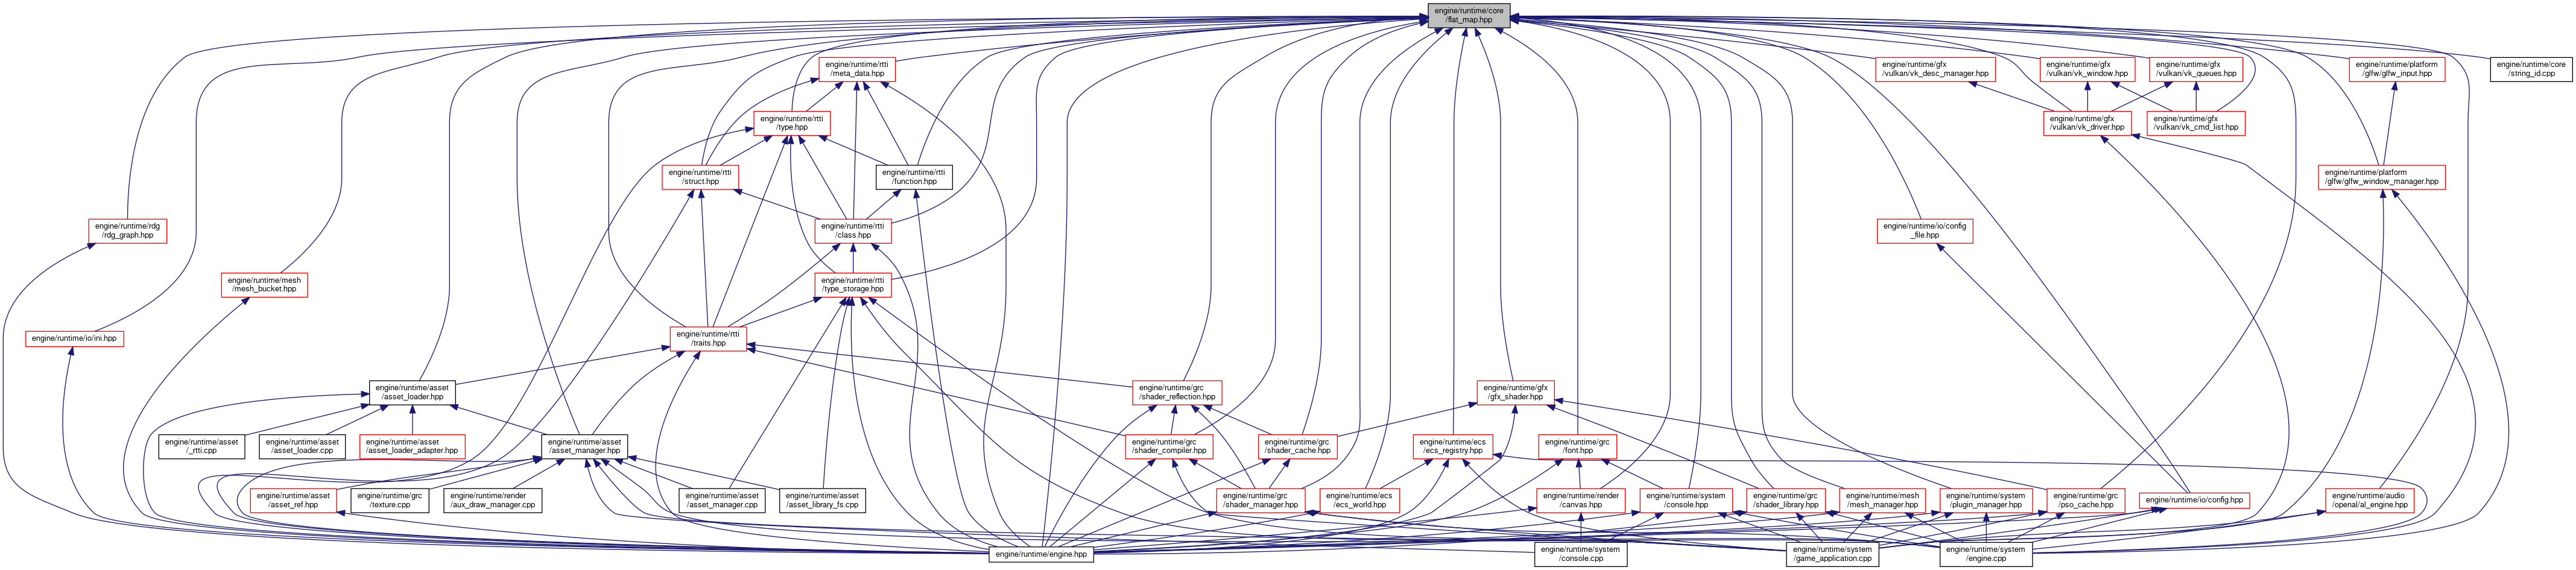 engine/runtime/core
/flat_map.hpp
engine/runtime/rtti
/meta_data.hpp
engine/runtime/gfx
/vulkan/vk_desc_manager.hpp
engine/runtime/gfx
/vulkan/vk_window.hpp
engine/runtime/gfx
/vulkan/vk_queues.hpp
engine/runtime/platform
/glfw/glfw_input.hpp
engine/runtime/core
/string_id.cpp
engine/runtime/rtti
/type.hpp
engine/runtime/gfx
/vulkan/vk_driver.hpp
engine/runtime/gfx
/vulkan/vk_cmd_list.hpp
engine/runtime/rtti
/struct.hpp
engine/runtime/rtti
/function.hpp
engine/runtime/platform
/glfw/glfw_window_manager.hpp
engine/runtime/rdg
/rdg_graph.hpp
engine/runtime/rtti
/class.hpp
engine/runtime/io/config
_file.hpp
engine/runtime/mesh
/mesh_bucket.hpp
engine/runtime/rtti
/type_storage.hpp
engine/runtime/io/ini.hpp
engine/runtime/rtti
/traits.hpp
engine/runtime/asset
/asset_loader.hpp
engine/runtime/grc
/shader_reflection.hpp
engine/runtime/gfx
/gfx_shader.hpp
engine/runtime/asset
/_rtti.cpp
engine/runtime/asset
/asset_loader.cpp
engine/runtime/asset
/asset_loader_adapter.hpp
engine/runtime/asset
/asset_manager.hpp
engine/runtime/grc
/shader_compiler.hpp
engine/runtime/grc
/shader_cache.hpp
engine/runtime/ecs
/ecs_registry.hpp
engine/runtime/grc
/font.hpp
engine/runtime/asset
/asset_ref.hpp
engine/runtime/grc
/texture.cpp
engine/runtime/render
/aux_draw_manager.cpp
engine/runtime/asset
/asset_manager.cpp
engine/runtime/asset
/asset_library_fs.cpp
engine/runtime/grc
/shader_manager.hpp
engine/runtime/ecs
/ecs_world.hpp
engine/runtime/render
/canvas.hpp
engine/runtime/system
/console.hpp
engine/runtime/grc
/shader_library.hpp
engine/runtime/mesh
/mesh_manager.hpp
engine/runtime/system
/plugin_manager.hpp
engine/runtime/grc
/pso_cache.hpp
engine/runtime/io/config.hpp
engine/runtime/audio
/openal/al_engine.hpp
engine/runtime/engine.hpp
engine/runtime/system
/console.cpp
engine/runtime/system
/game_application.cpp
engine/runtime/system
/engine.cpp